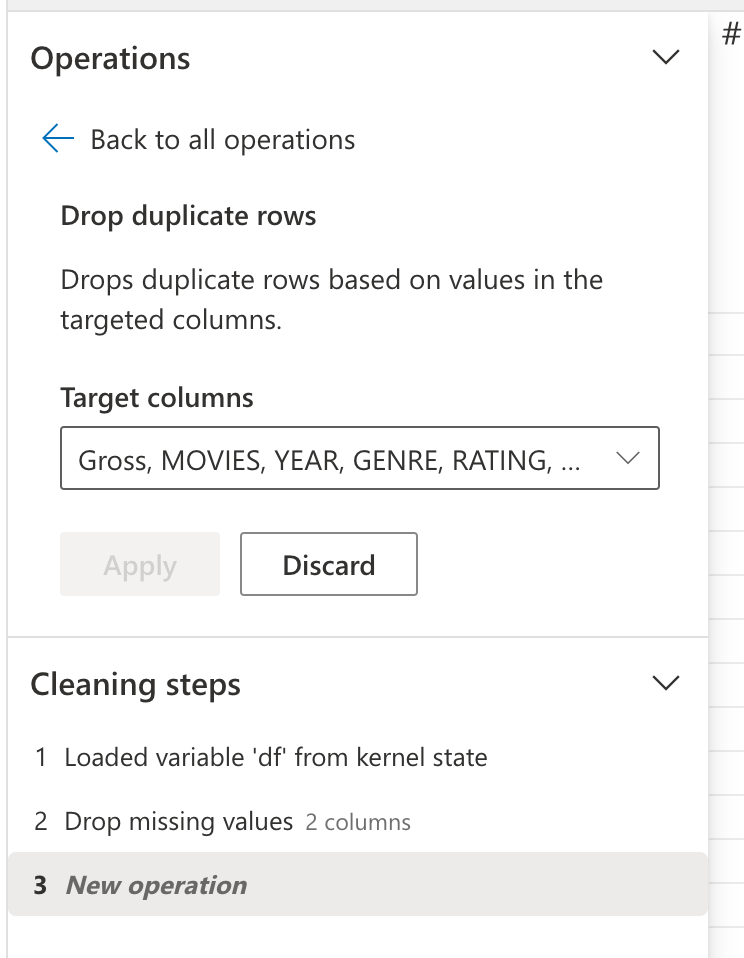 Operations
#
Back to all operations
Drop duplicate rows
Drops duplicate rows based on values in the
targeted columns.
Target columns
Gross, MOVIES, YEAR, GENRE, RATING, ...
Apply
Discard
Cleaning steps
1 Loaded variable 'df' from kernel state
2 Drop missing values 2 columns
3 New operation